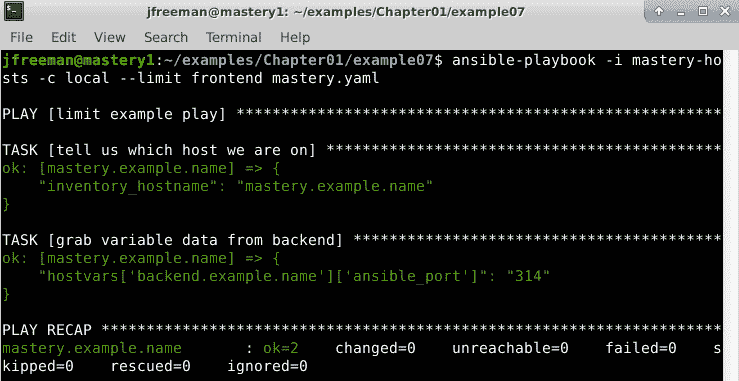 jfreeman@mastery1: ~/examples/Chapter01/example07
File Edit View Search Terminal Help
jfreeman@mastery1:~/examples/Chapter01/example07$ ansible-playbook -i mastery-ho
sts -c local --limit frontend mastery.yaml
PLAY [limit example play] ******************************************************
TASK [tell us which host we are on] ********************************************
ok: [mastery.example.name] => {
    "inventory_hostname": "mastery.example.name"
}
TASK [grab variable data from backend] *****************************************
ok: [mastery.example.name] => {
    "hostvars['backend.example.name']['ansible_port']": "314"
}
PLAY RECAP *********************************************************************
mastery.example.name       : ok=2    changed=0    unreachable=0    failed=0    s
kipped=0    rescued=0    ignored=0